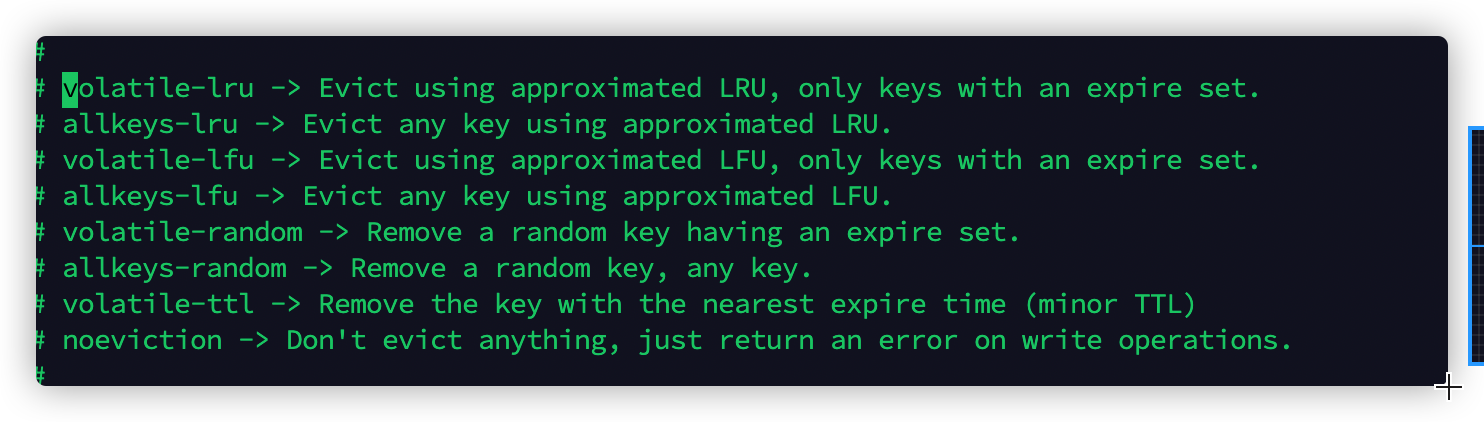 #
# volatile-lru -> Evict using approximated LRU, only keys with an expire set.
# allkeys-lru -> Evict any key using approximated LRU.
# volatile-lfu -> Evict using approximated LFU, only keys with an expire set.
# allkeys-lfu -> Evict any key using approximated LFU.
# volatile-random -> Remove a random key having an expire set.
# allkeys-random -> Remove a random key, any key.
# volatile-ttl -> Remove the key with the nearest expire time (minor TTL)
# noeviction -> Don't evict anything, just return an error on write operations.
#